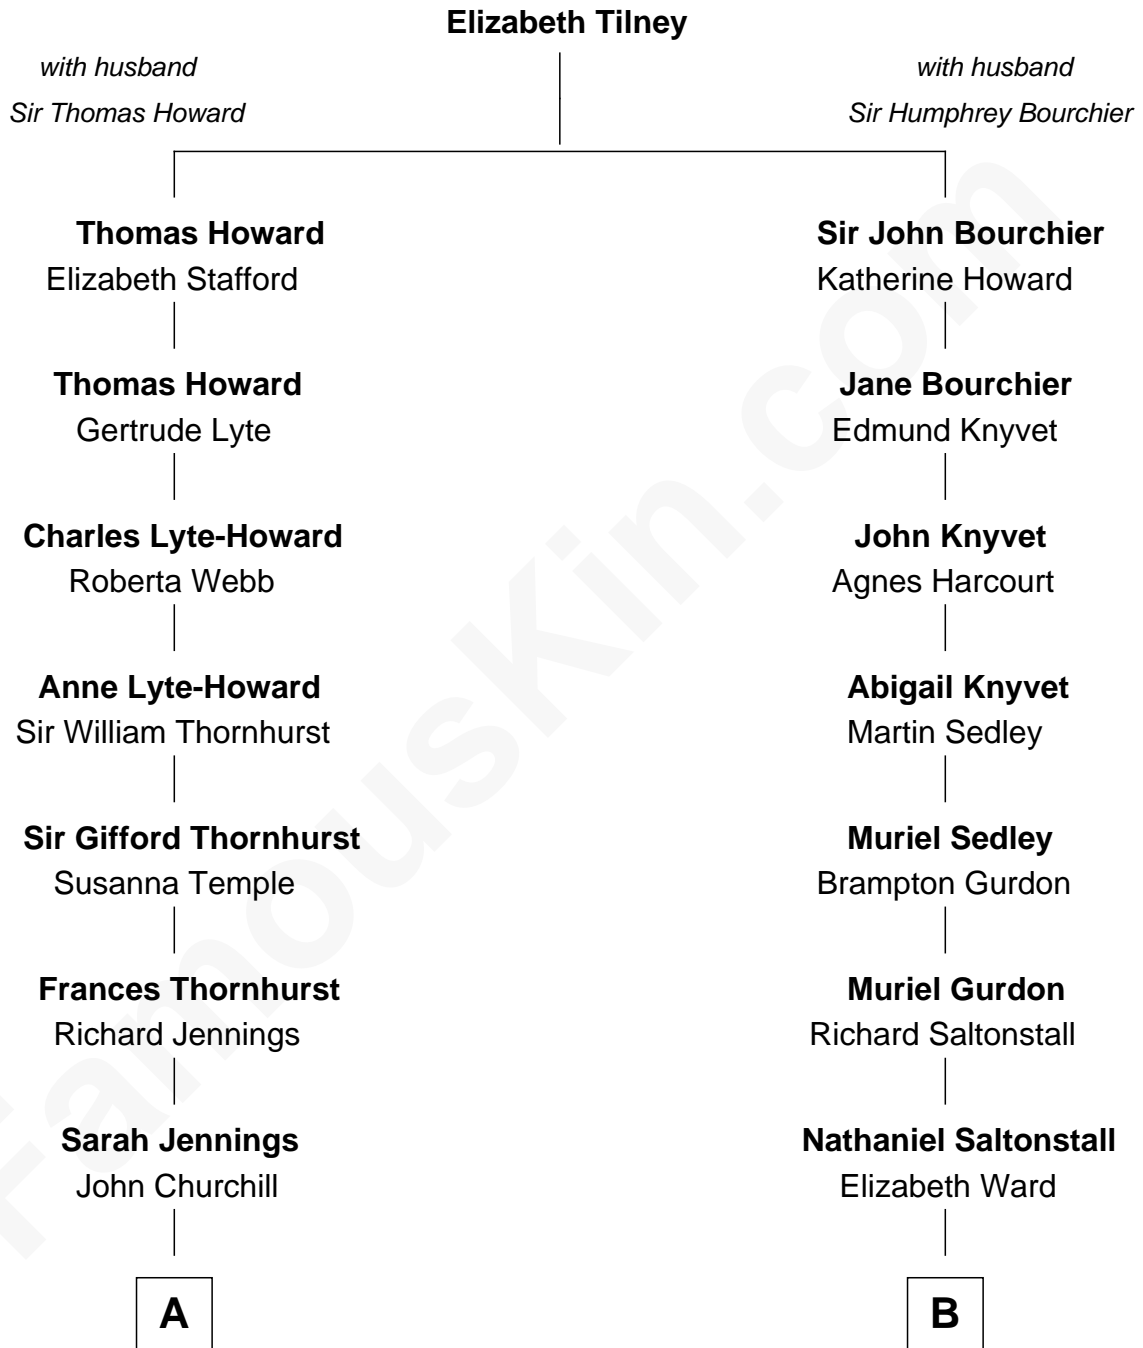 Elizabeth Tilney
with husband
Sir Thomas Howard
with husband
Sir Humphrey Bourchier
Thomas Howard
Elizabeth Stafford
Thomas Howard
Gertrude Lyte
Charles Lyte-Howard
Roberta Webb
Anne Lyte-Howard
Sir William Thornhurst
Sir Gifford Thornhurst
Susanna Temple
Frances Thornhurst
Richard Jennings
Sarah Jennings
John Churchill
A
Sir John Bourchier
Katherine Howard
Jane Bourchier
Edmund Knyvet
John Knyvet
Agnes Harcourt
Abigail Knyvet
Martin Sedley
Muriel Sedley
Brampton Gurdon
Muriel Gurdon
Richard Saltonstall
Nathaniel Saltonstall
Elizabeth Ward
B
FamousKin.com